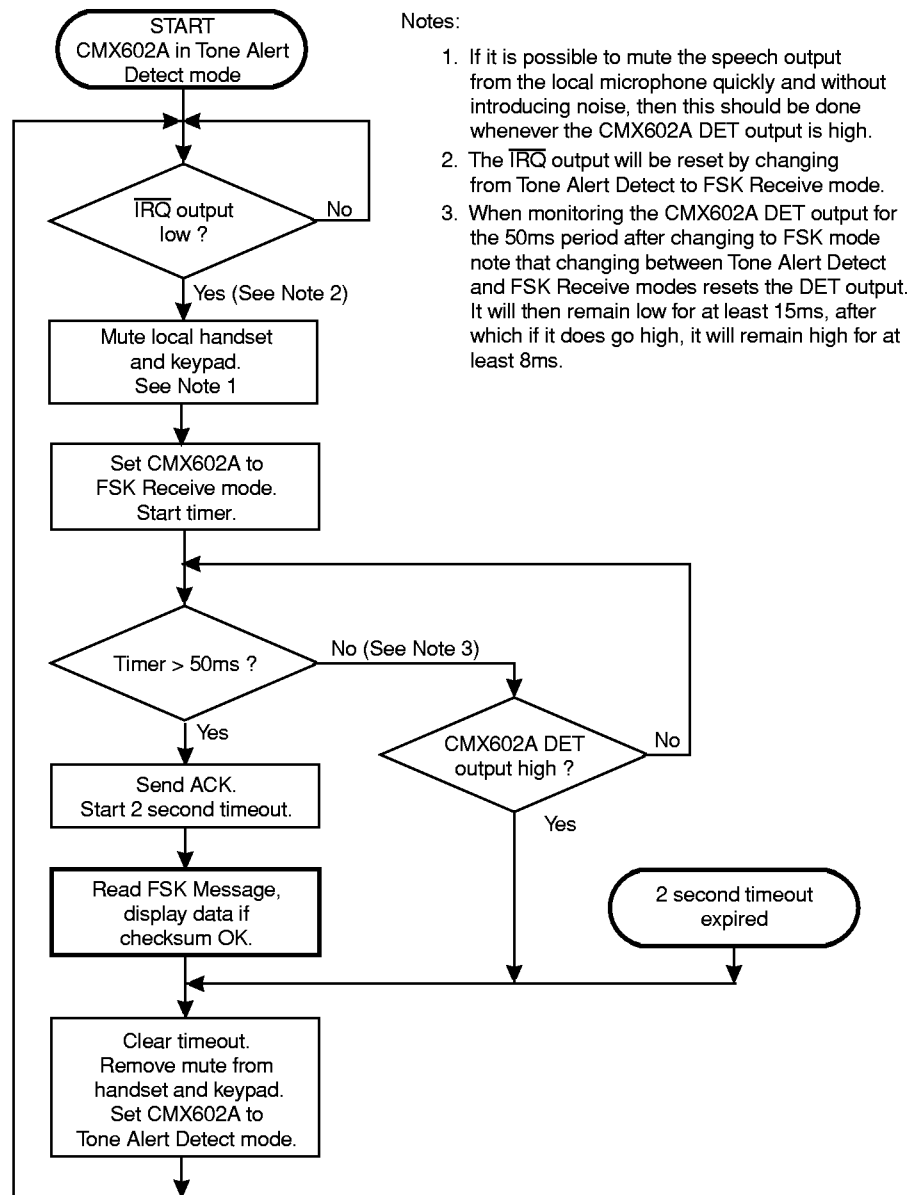 START
CMX602A in Tone Alert
Detect mode
Notes:
1. If it is possible to mute the speech output
from the local microphone quickly and without
introducing noise, then this should be done
whenever the CMX602A DET output is high.
2. The I̅R̅Q̅ output will be reset by changing
from Tone Alert Detect to FSK Receive mode.
3. When monitoring the CMX602A DET output for
the 50ms period after changing to FSK mode
note that changing between Tone Alert Detect
and FSK Receive modes resets the DET output.
It will then remain low for at least 15ms, after
which if it does go high, it will remain high for at
least 8ms.
I̅R̅Q̅ output
low ?
No
Yes (See Note 2)
Mute local handset
and keypad.
See Note 1
Set CMX602A to
FSK Receive mode.
Start timer.
Timer > 50ms ?
No (See Note 3)
Yes
CMX602A DET
output high ?
No
Yes
Send ACK.
Start 2 second timeout.
Read FSK Message,
display data if
checksum OK.
2 second timeout
expired
Clear timeout.
Remove mute from
handset and keypad.
Set CMX602A to
Tone Alert Detect mode.